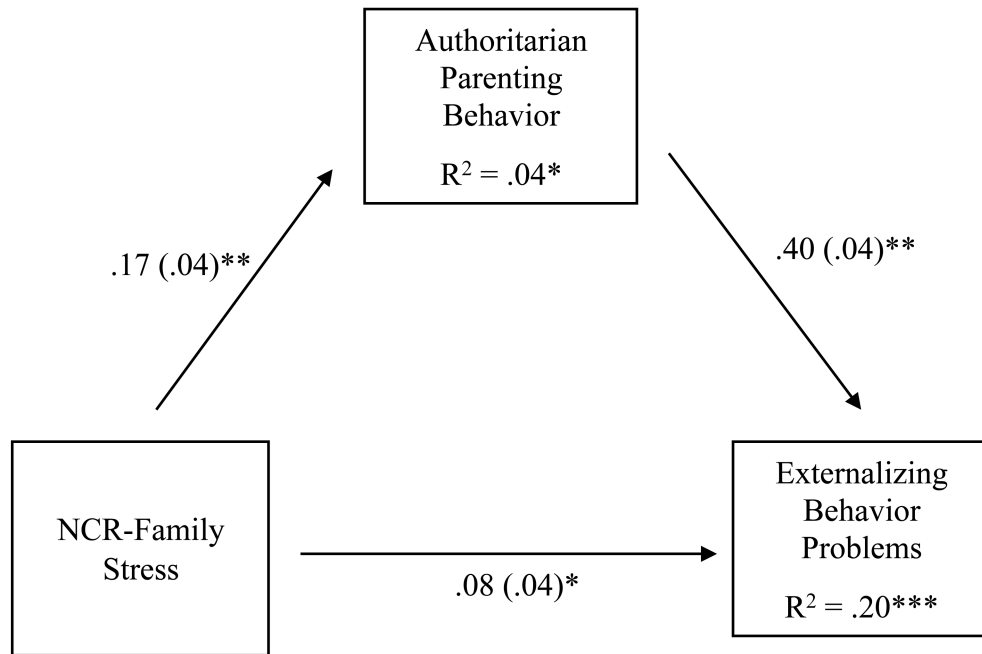 Authoritarian
Parenting
Behavior
R² = .04*
.17 (.04)**
.40 (.04)**
NCR-Family
Stress
.08 (.04)*
Externalizing
Behavior
Problems
R² = .20***